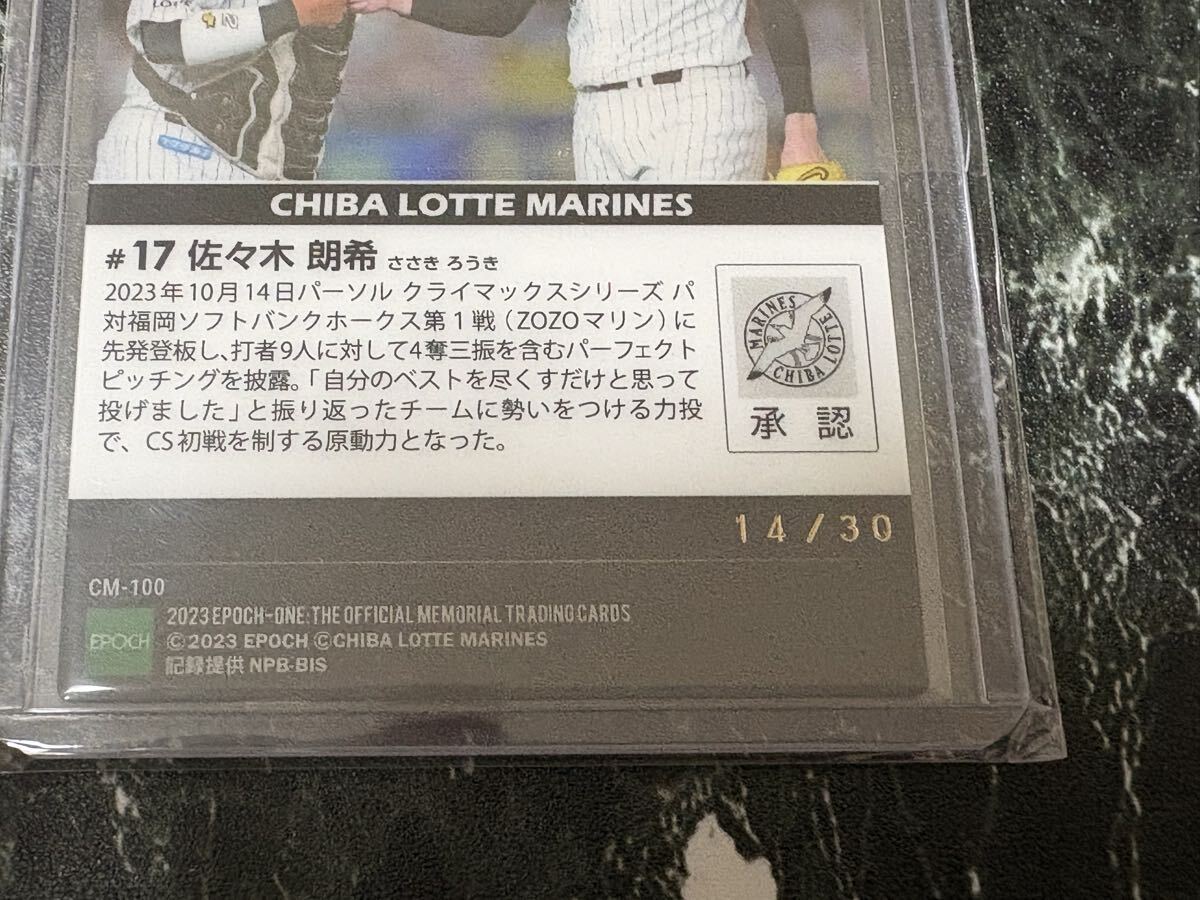 CHIBA LOTTE MARINES
#17 佐々木 朗希 ささき ろうき
2023年10月14日パーソル クライマックスシリーズ パ
対福岡ソフトバンクホークス第1戦（ZOZOマリン）に
先発登板し、打者9人に対して4奪三振を含むパーフェクト
ピッチングを披露。「自分のベストを尽くすだけと思って
投げました」と振り返ったチームに勢いをつける力投
で、CS初戦を制する原動力となった。
MARINES
CHIBA LOTTE
承 認
14/30
CM-100
EPOCH
2023 EPOCH-ONE:THE OFFICIAL MEMORIAL TRADING CARDS
©2023 EPOCH ©CHIBA LOTTE MARINES
記録提供 NPB-BIS